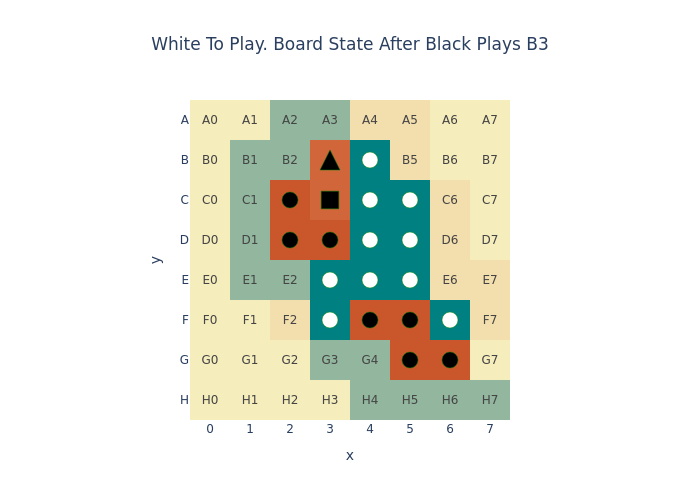 White To Play. Board State After Black Plays B3
A A0 A1 A2 A3 A4 A5 A6 A7
B B0 B1 B2 B5 B6 B7
C C0 C1 C6 C7
D D0 D1 D6 D7
y
E E0 E1 E2 E6 E7
F F0 F1 F2 F7
G G0 G1 G2 G3 G4 G7
H H0 H1 H2 H3 H4 H5 H6 H7
0 1 2 3 4 5 6 7
x